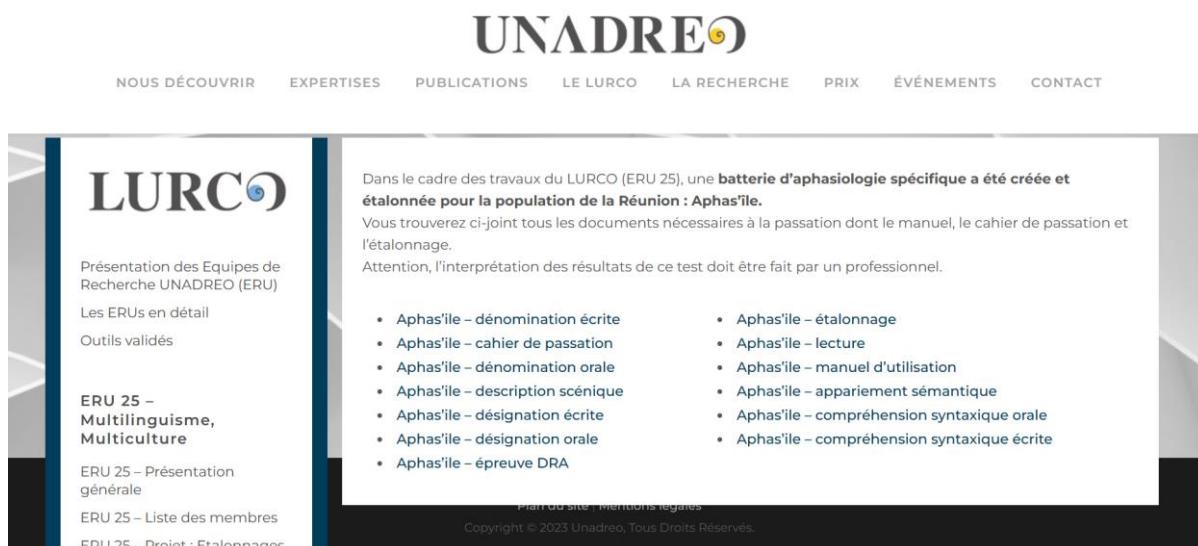 UNADREO
NOUS DÉCOUVRIR EXPERTISES PUBLICATIONS LE LURCO LA RECHERCHE PRIX ÉVÉNEMENTS CONTACT
LURCO
Présentation des Equipes de
Recherche UNADREO (ERU)
Les ERUs en détail
Outils validés
ERU 25 –
Multilinguisme,
Multiculture
ERU 25 – Présentation
générale
ERU 25 – Liste des membres
ERU 25 – Projet : Etalonnages
Dans le cadre des travaux du LURCO (ERU 25), une batterie d'aphasiologie spécifique a été créée et
étalonnée pour la population de la Réunion : Aphas'île.
Vous trouverez ci-joint tous les documents nécessaires à la passation dont le manuel, le cahier de passation et
l'étalonnage.
Attention, l'interprétation des résultats de ce test doit être fait par un professionnel.
Aphas'ile – dénomination écrite
Aphas'ile – cahier de passation
Aphas'ile – dénomination orale
Aphas'ile – description scénique
Aphas'ile – désignation écrite
Aphas'ile – désignation orale
Aphas'ile – épreuve DRA
Aphas'ile – étalonnage
Aphas'ile – lecture
Aphas'ile – manuel d'utilisation
Aphas'ile – appariement sémantique
Aphas'ile – compréhension syntaxique orale
Aphas'ile – compréhension syntaxique écrite
Plan du site | Mentions légales
Copyright © 2023 Unadreo, Tous Droits Réservés.